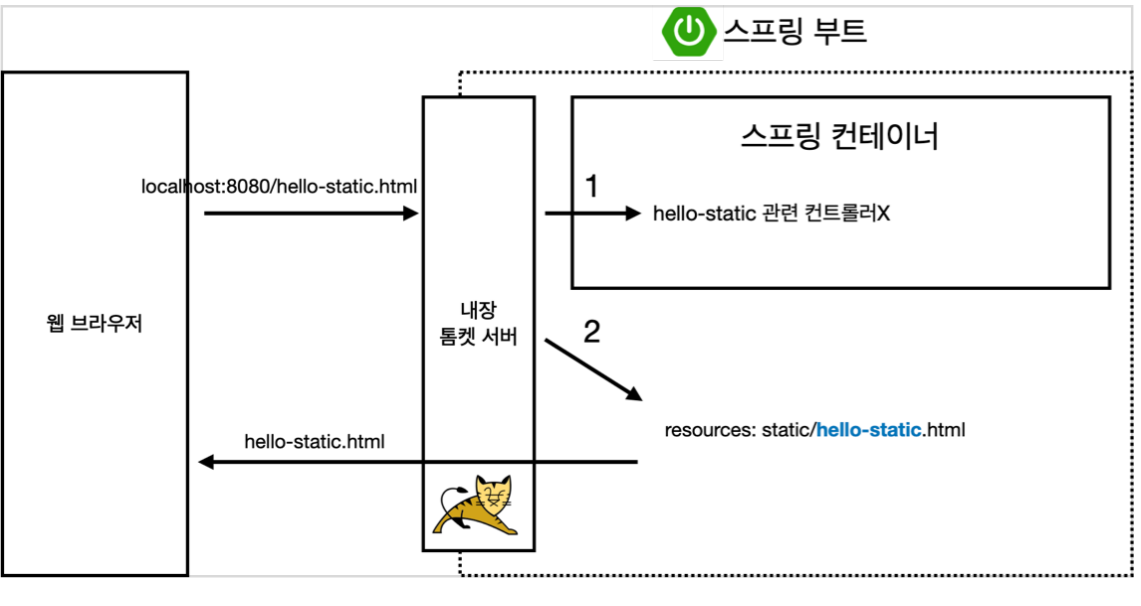 스프링 부트
스프링 컨테이너
localhost:8080/hello-static.html
1
hello-static 관련 컨트롤러X
웹 브라우저
내장
톰켓 서버
2
resources: static/hello-static.html
hello-static.html